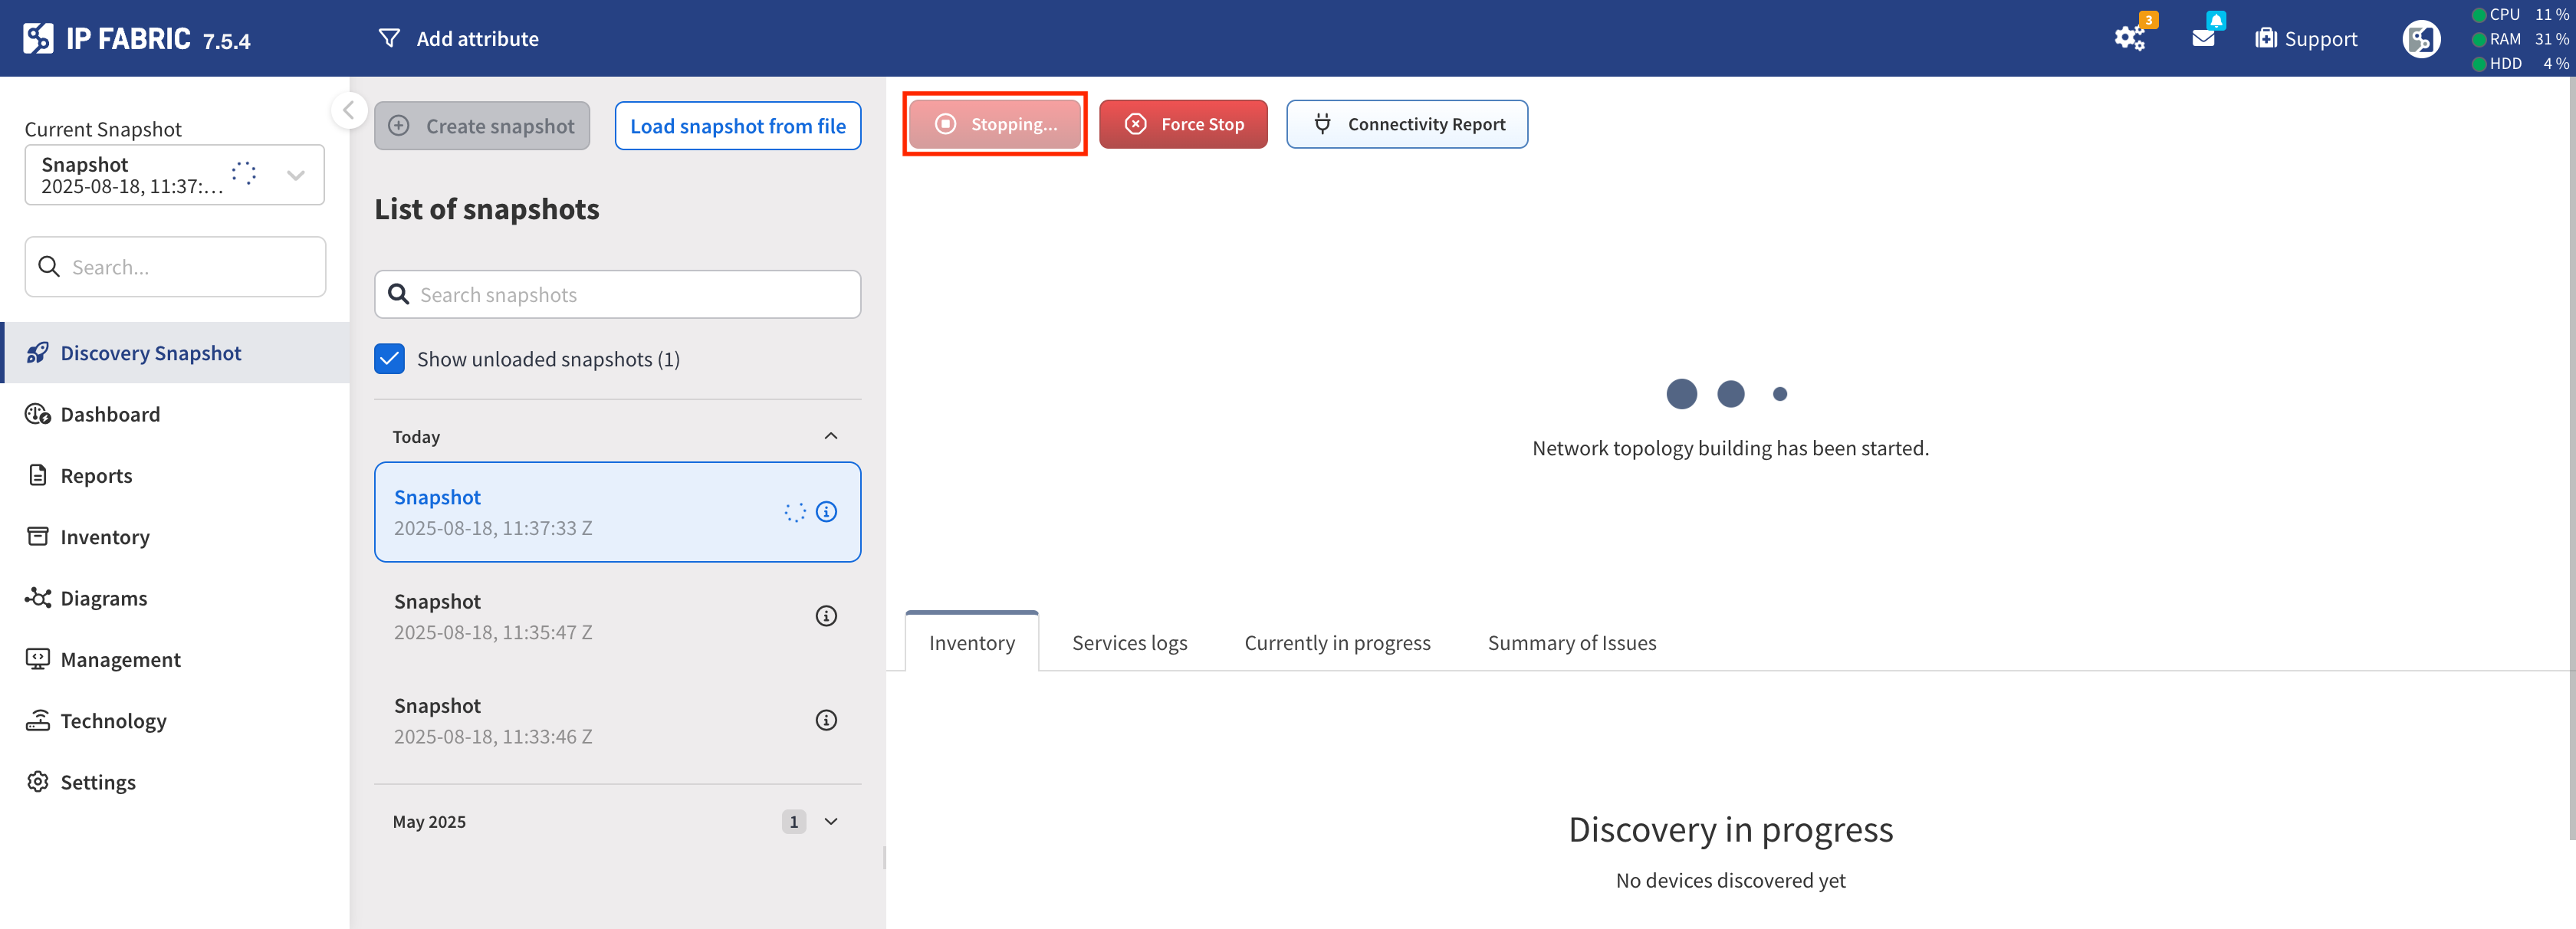 IP FABRIC 7.5.4
Add attribute
3
Support
CPU 11 %
RAM 31 %
HDD 4 %
Current Snapshot
Snapshot
2025-08-18, 11:37:...
Search...
Discovery Snapshot
Dashboard
Reports
Inventory
Diagrams
Management
Technology
Settings
Create snapshot
Load snapshot from file
List of snapshots
Search snapshots
Show unloaded snapshots (1)
Today
Snapshot
2025-08-18, 11:37:33 Z
Snapshot
2025-08-18, 11:35:47 Z
Snapshot
2025-08-18, 11:33:46 Z
May 2025 1
Stopping...
Force Stop
Connectivity Report
Network topology building has been started.
Inventory
Services logs
Currently in progress
Summary of Issues
Discovery in progress
No devices discovered yet